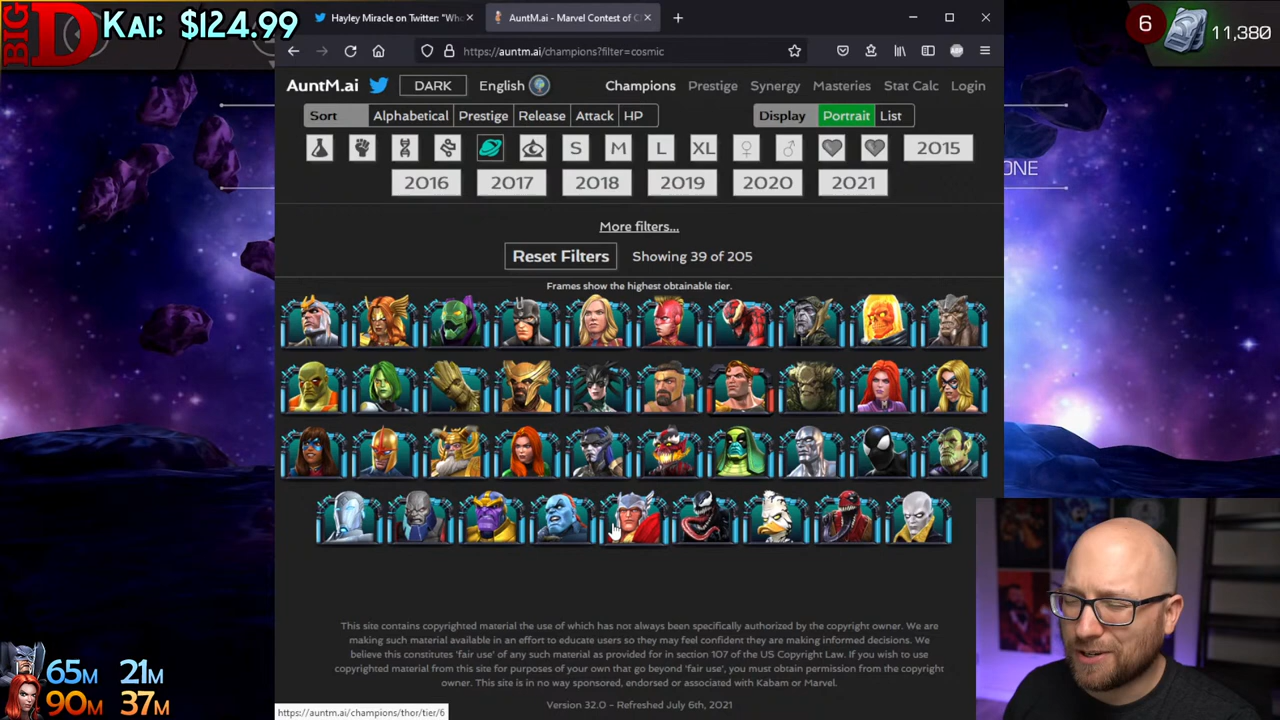 BIG D Kai: $124.99
Hayley Miracle on Twitter: "Who
AuntM.ai - Marvel Contest of C
6 11,380
https://auntm.ai/champions?filter=cosmic
AuntM.ai DARK English Champions Prestige Synergy Masteries Stat Calc Login
Sort Alphabetical Prestige Release Attack HP Display Portrait List
S M L XL 2015
ONE
2016 2017 2018 2019 2020 2021
More filters...
Reset Filters Showing 39 of 205
Frames show the highest obtainable tier.
This site contains copyrighted material the use of which has not always been specifically authorized by the copyright owner. We are
making such material available in an effort to educate users so they may feel confident they are making informed decisions. We
believe this constitutes 'fair use' of any such material as provided for in section 107 of the US Copyright Law. If you wish to use
copyrighted material from this site for purposes of your own that go beyond 'fair use', you must obtain permission from the copyright
owner. This site is in no way sponsored, endorsed or associated with Kabam or Marvel.
Version 32.0 - Refreshed July 6th, 2021
65M 21M
90M 37M
https://auntm.ai/champions/thor/tier/6